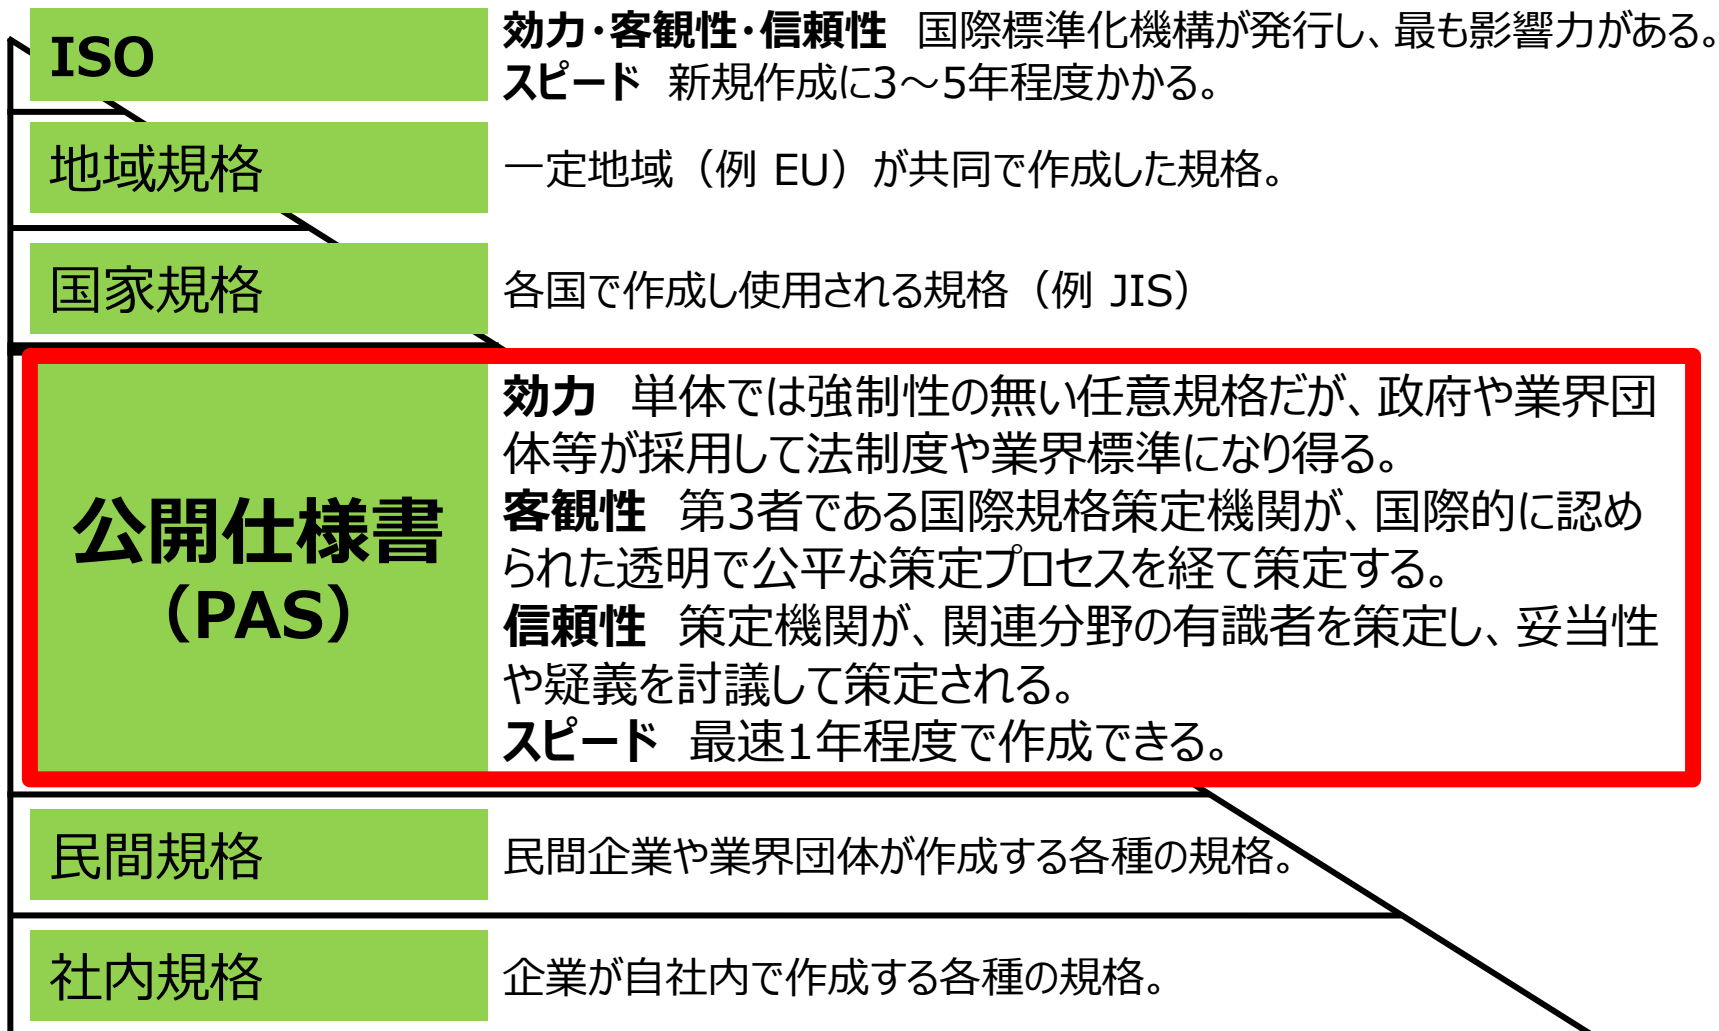 ISO
効力・客観性・信頼性　国際標準化機構が発行し、最も影響力がある。
スピード　新規作成に3～5年程度かかる。
地域規格
一定地域（例 EU）が共同で作成した規格。
国家規格
各国で作成し使用される規格（例 JIS）
公開仕様書
（PAS）
効力　単体では強制性の無い任意規格だが、政府や業界団
体等が採用して法制度や業界標準になり得る。
客観性　第3者である国際規格策定機関が、国際的に認め
られた透明で公平な策定プロセスを経て策定する。
信頼性　策定機関が、関連分野の有識者を策定し、妥当性
や疑義を討議して策定される。
スピード　最速1年程度で作成できる。
民間規格
民間企業や業界団体が作成する各種の規格。
社内規格
企業が自社内で作成する各種の規格。